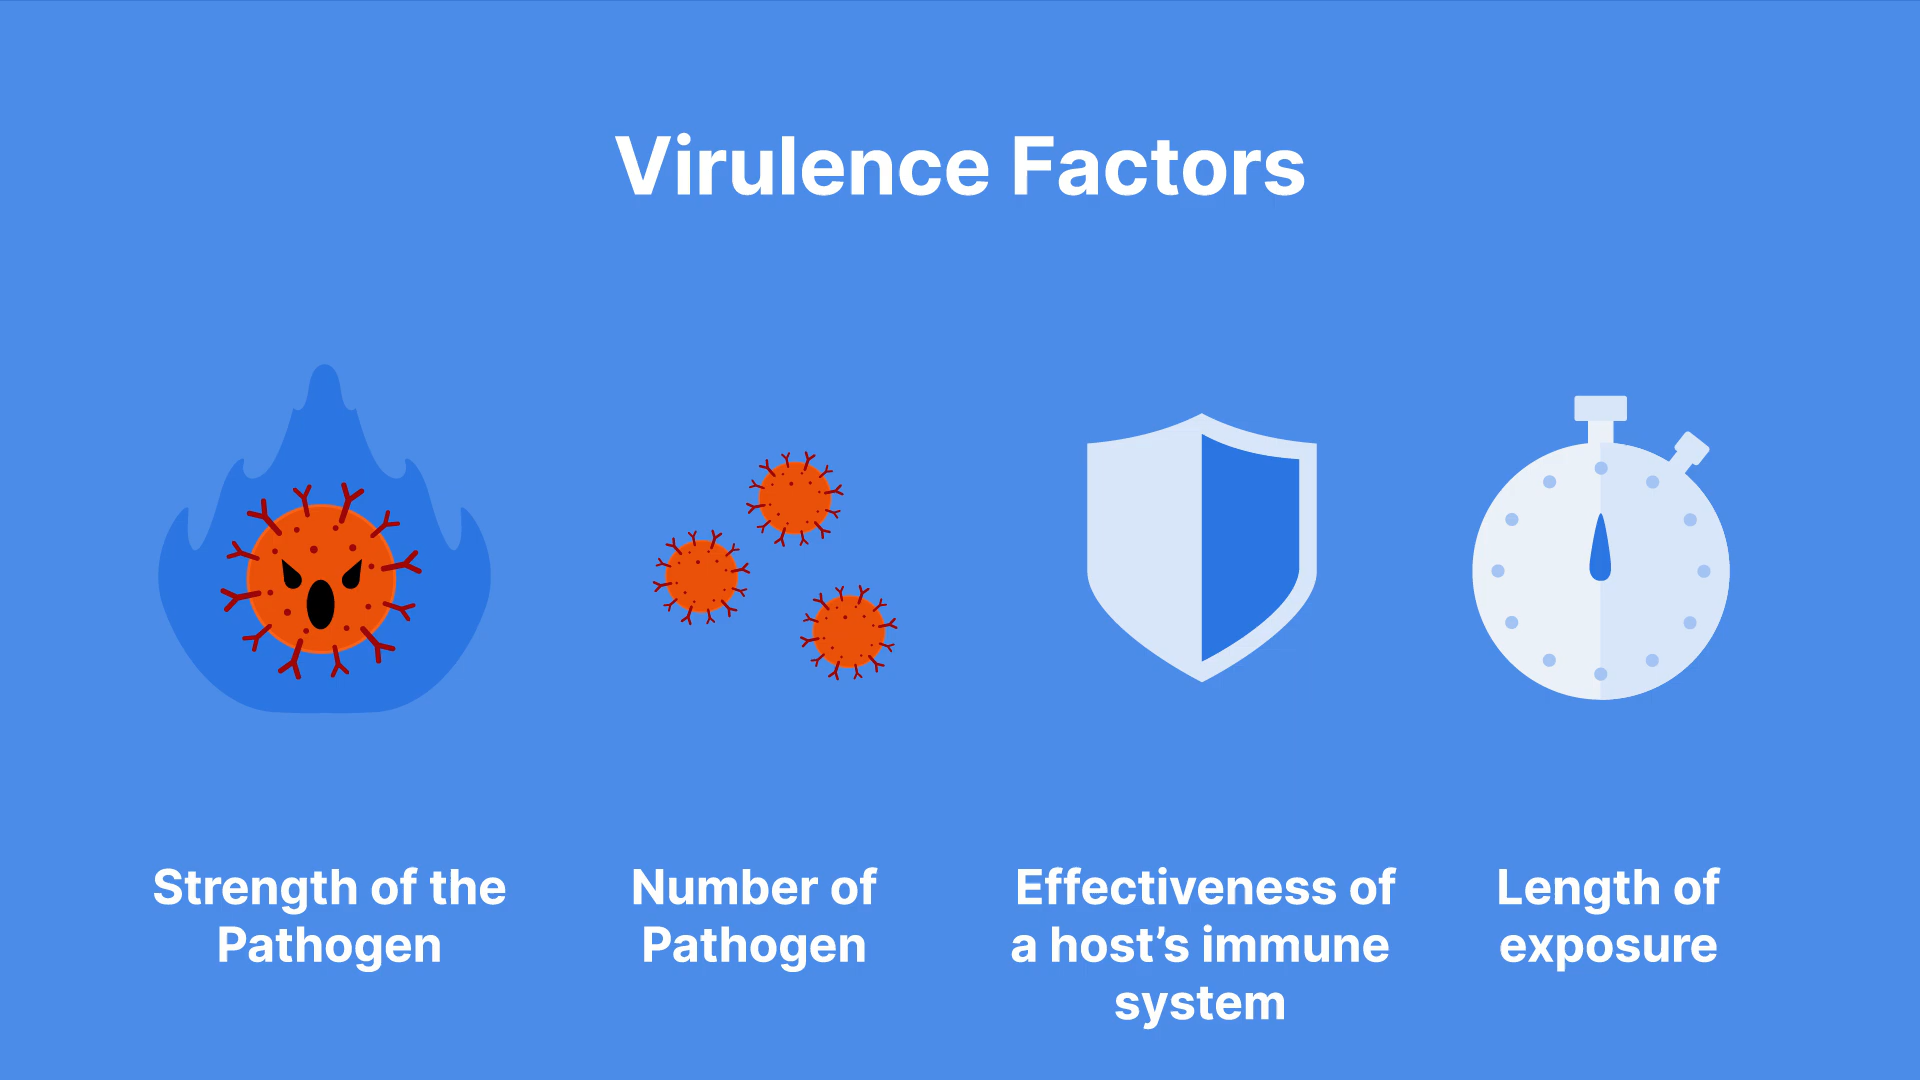 Virulence Factors
Strength of the
Pathogen
Number of
Pathogen
Effectiveness of
a host’s immune
system
Length of
exposure